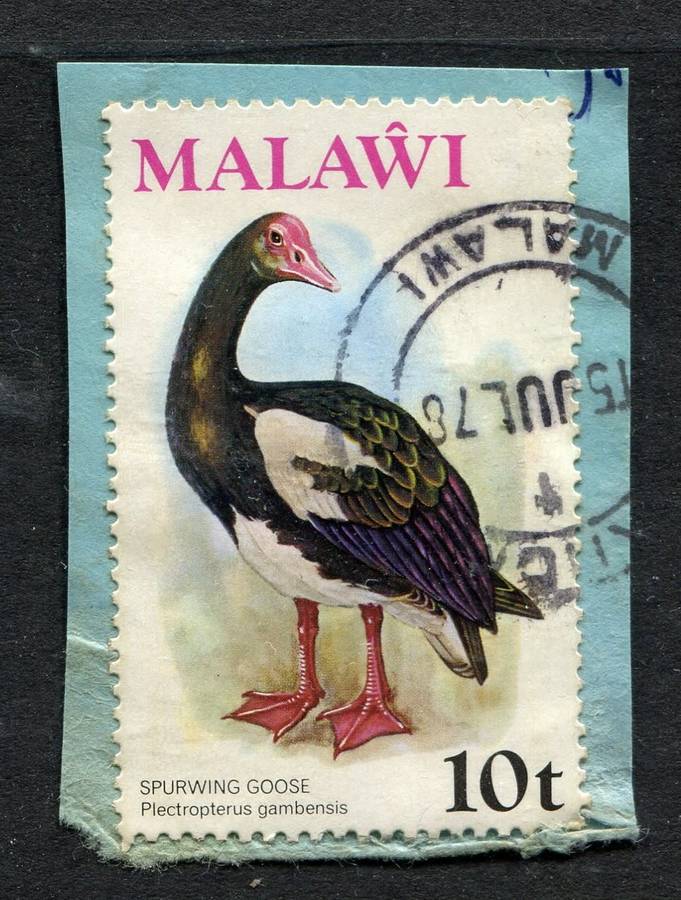 MALAŴI
MALAWI
15 JUL 78
SPURWING GOOSE
Plectropterus gambensis
10t